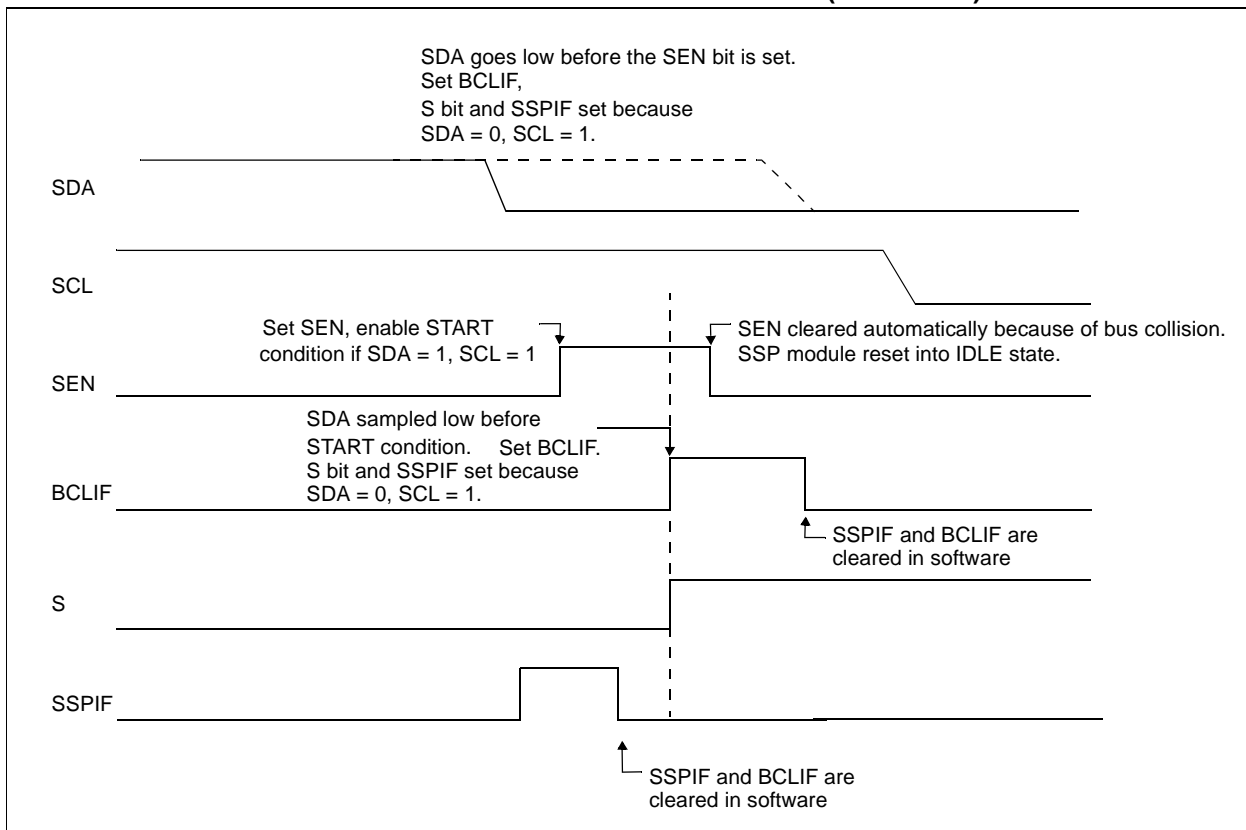 SDA goes low before the SEN bit is set.
Set BCLIF,
S bit and SSPIF set because
SDA = 0, SCL = 1.
SDA
SCL
Set SEN, enable START
condition if SDA = 1, SCL = 1
SEN cleared automatically because of bus collision.
SSP module reset into IDLE state.
SEN
SDA sampled low before
START condition. Set BCLIF.
S bit and SSPIF set because
SDA = 0, SCL = 1.
BCLIF
SSPIF and BCLIF are
cleared in software
S
SSPIF
SSPIF and BCLIF are
cleared in software